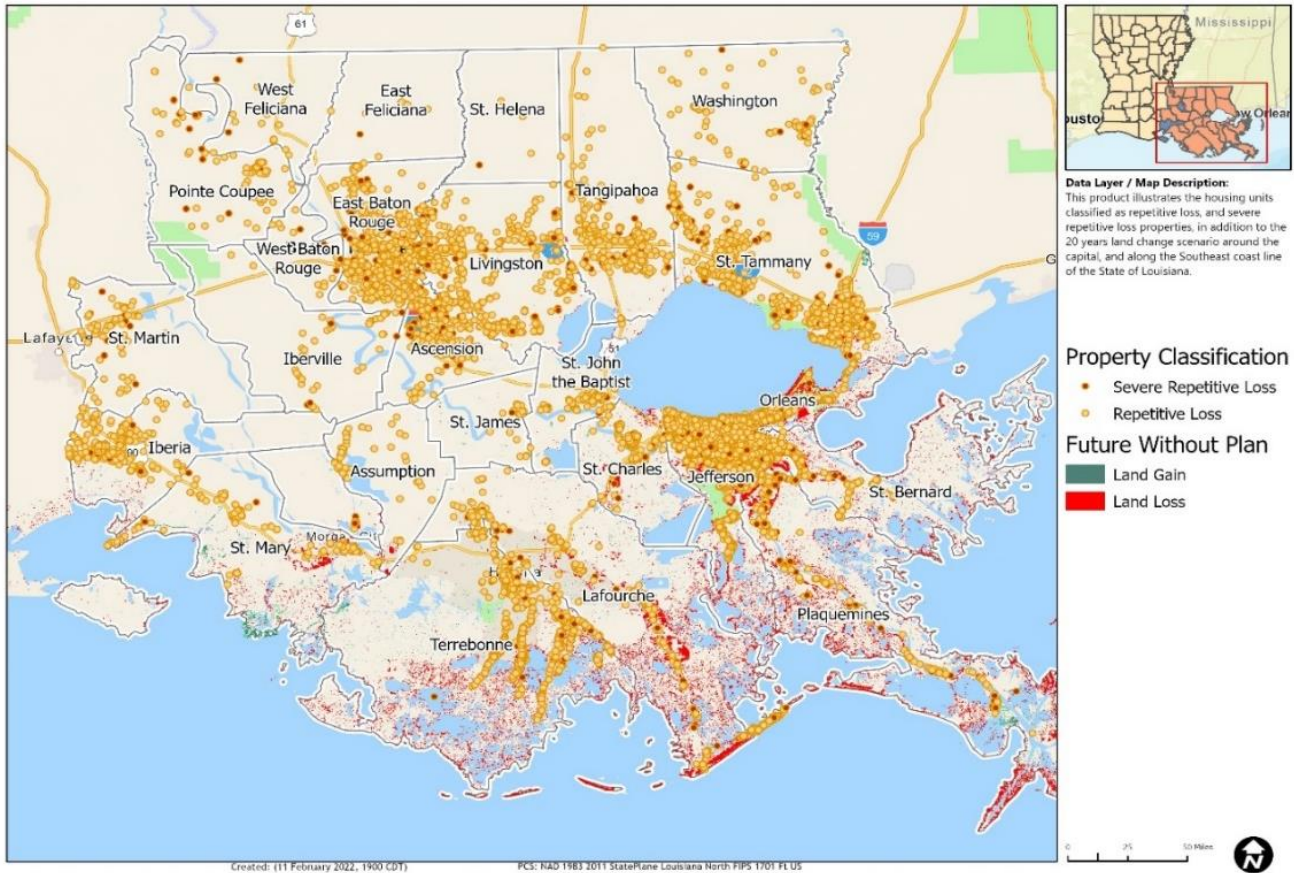 61
West
Feliciana
East
Feliciana
St. Helena
Washington
Pointe Coupee
East Baton
Rouge
Tangipahoa
59
West Baton
Rouge
Livingston
St. Tammany
St. Martin
Iberville
Ascension
51
St. John
the Baptist
Orleans
St. James
Iberia
90
Assumption
St. Charles
Jefferson
St. Bernard
St. Mary
Lafourche
Plaquemines
Terrebonne
Mississippi
Data Layer / Map Description:
This product illustrates the housing units
classified as repetitive loss, and severe
repetitive loss properties, in addition to the
20 years land change scenario around the
capital, and along the Southeast coast line
of the State of Louisiana.
Property Classification
Severe Repetitive Loss
Repetitive Loss
Future Without Plan
Land Gain
Land Loss
0 25 50 Miles
N
Created: (11 February 2022, 1900 CDT)
PCS: NAD 1983 2011 StatePlane Louisiana North FIPS 1701 Ft US